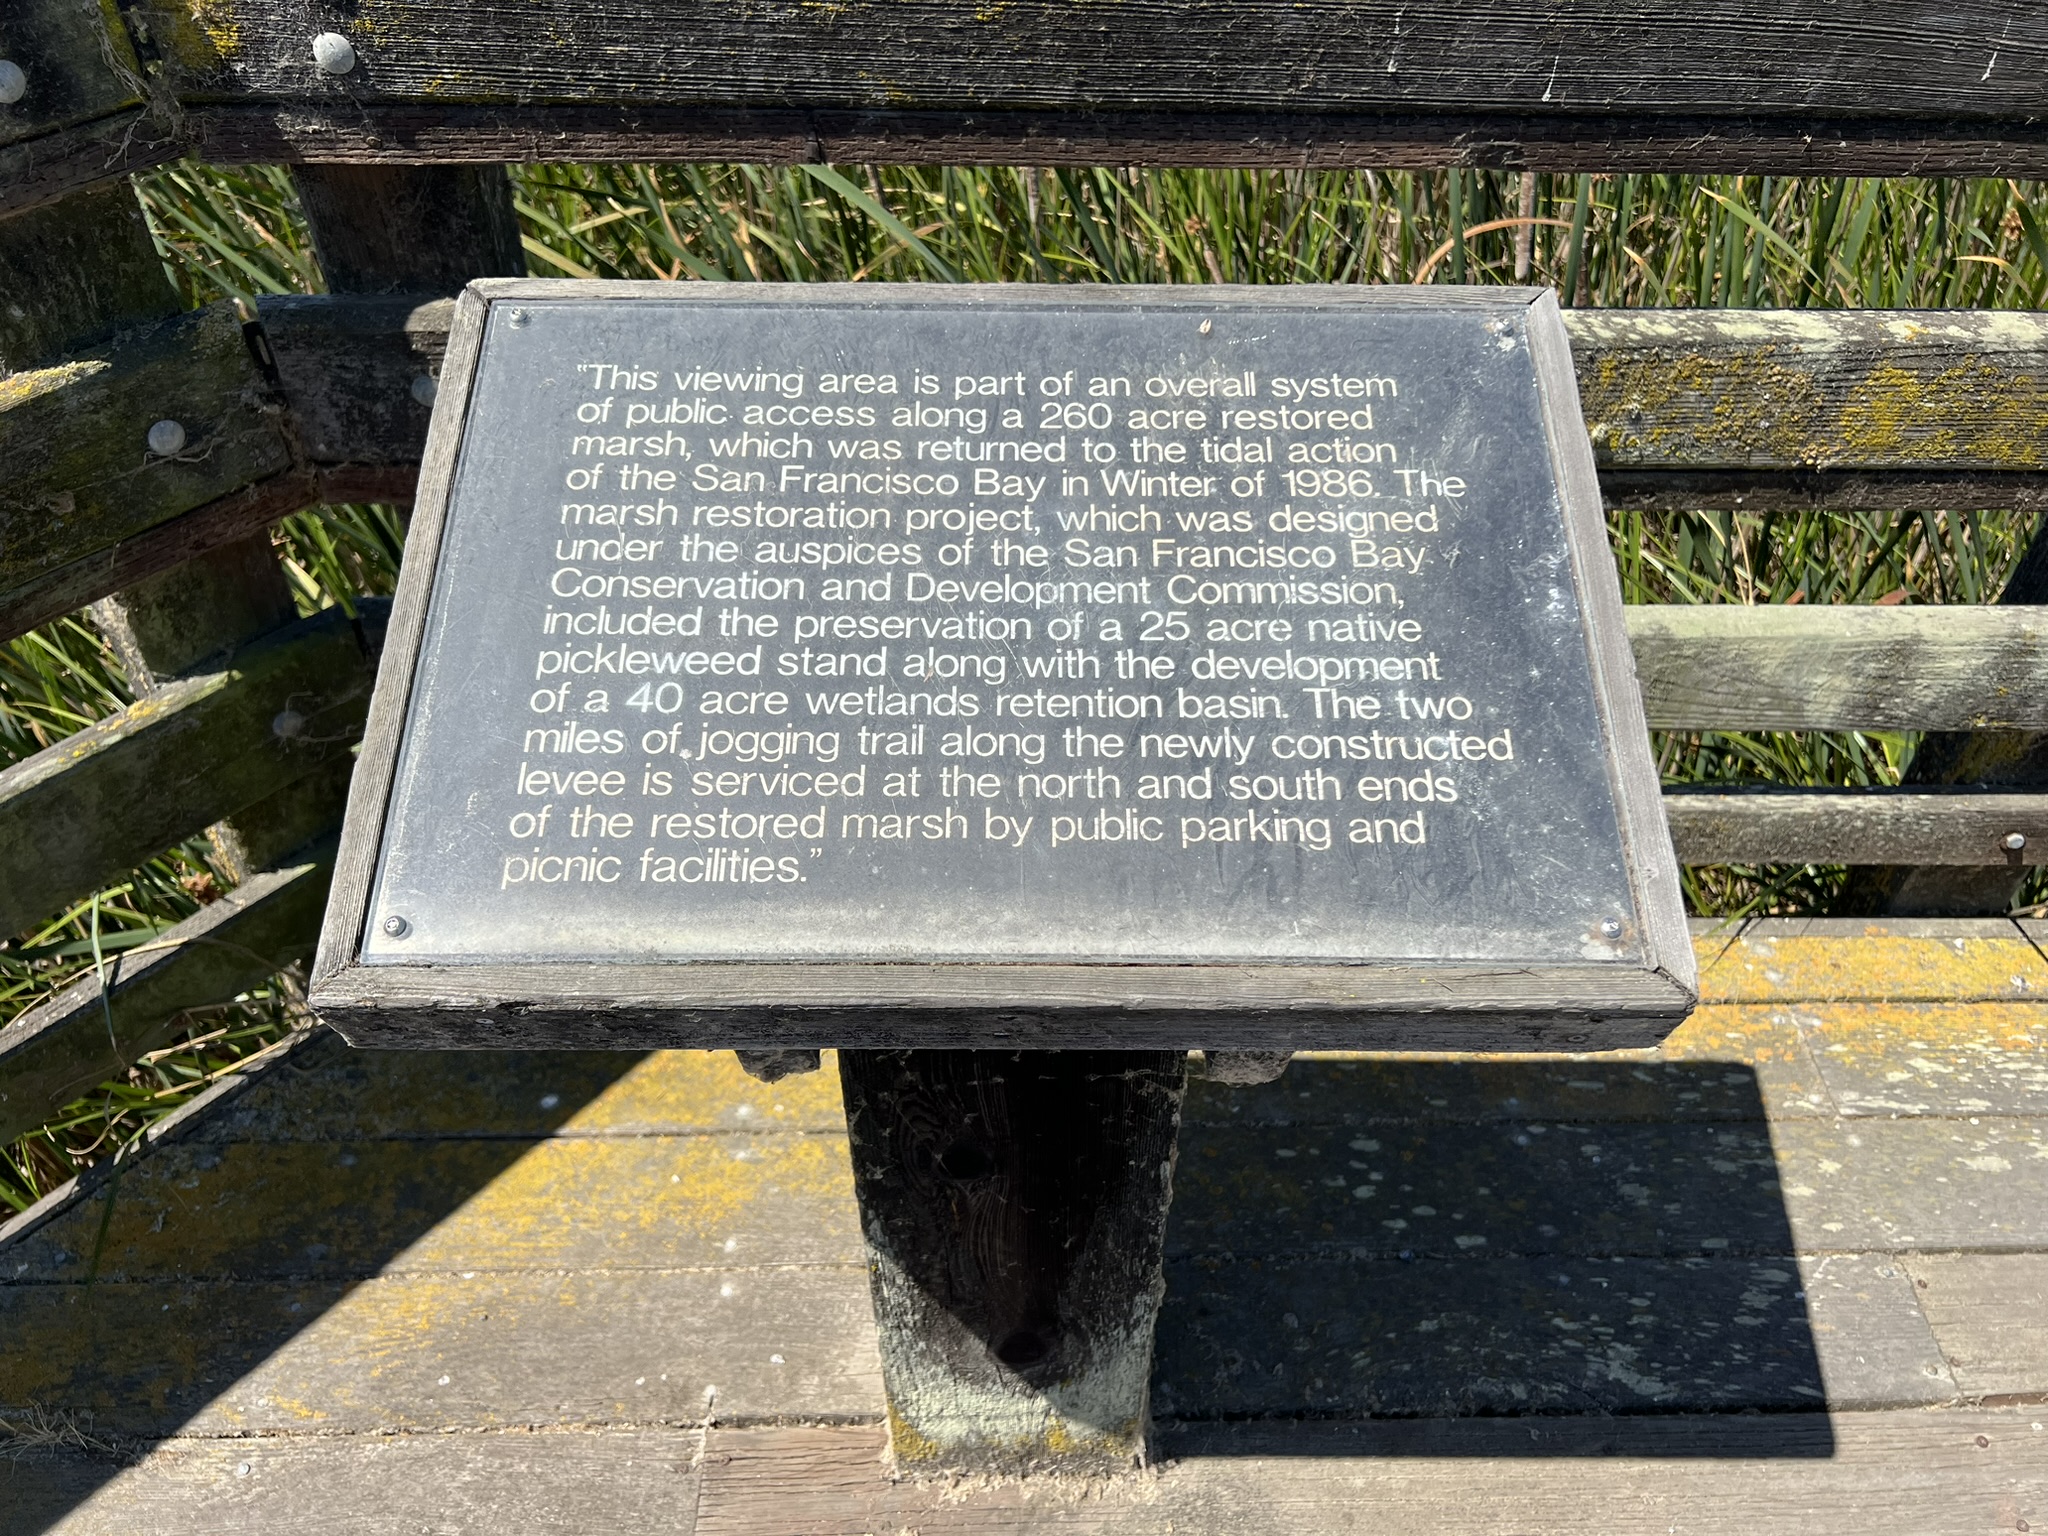 “This viewing area is part of an overall system
of public access along a 260 acre restored
marsh, which was returned to the tidal action
of the San Francisco Bay in Winter of 1986. The
marsh restoration project, which was designed
under the auspices of the San Francisco Bay
Conservation and Development Commission,
included the preservation of a 25 acre native
pickleweed stand along with the development
of a 40 acre wetlands retention basin. The two
miles of jogging trail along the newly constructed
levee is serviced at the north and south ends
of the restored marsh by public parking and
picnic facilities.”